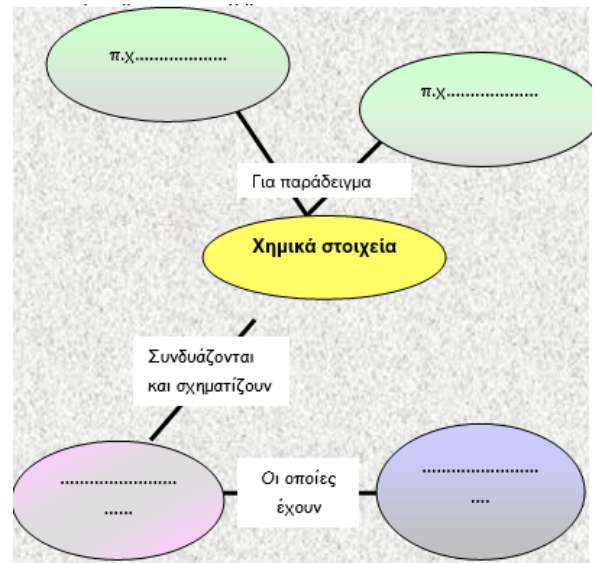 π.χ...................
π.χ...................
Για παράδειγμα
Χημικά στοιχεία
Συνδυάζονται
και σχηματίζουν
........................
......
Οι οποίες
έχουν
........................
....